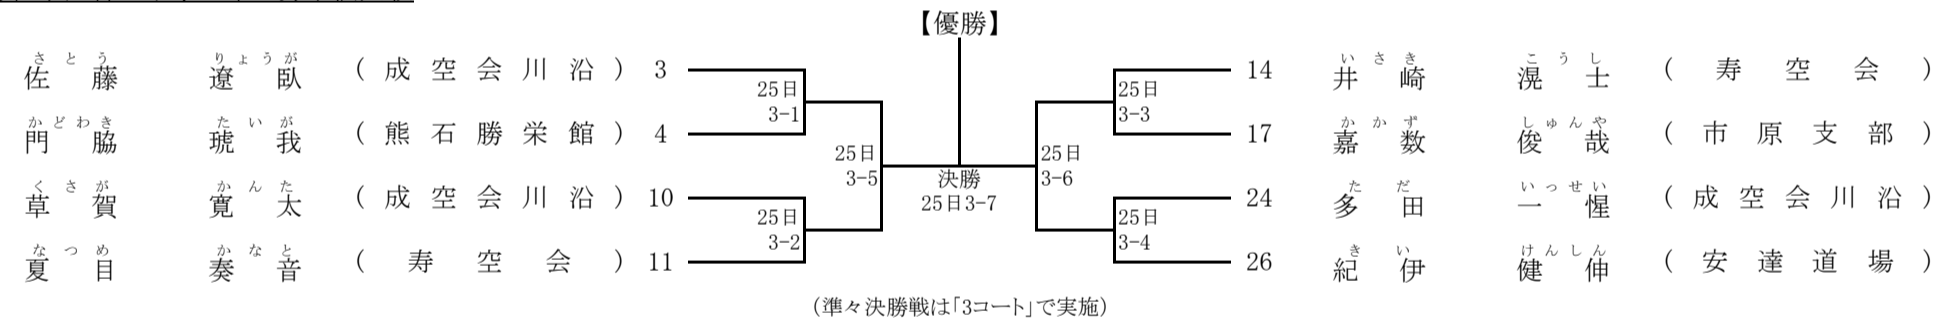 【優勝】
さとう りょうが
佐藤 遼臥 (成空会川沿) 3
かどわき たいが
門脇 琥我 (熊石勝栄館) 4
くさが かんた
草賀 寛太 (成空会川沿) 10
なつめ かなと
夏目 奏音 (寿空会) 11
25日
3-1
25日
3-2
25日
3-5
決勝
25日3-7
25日
3-6
25日
3-3
25日
3-4
いさき こうし
14 井崎 滉士 (寿空会)
かかず しゅんや
17 嘉数 俊哉 (市原支部)
ただ いっせい
24 多田 一惺 (成空会川沿)
きい けんしん
26 紀伊 健伸 (安達道場)
(準々決勝戦は「3コート」で実施)